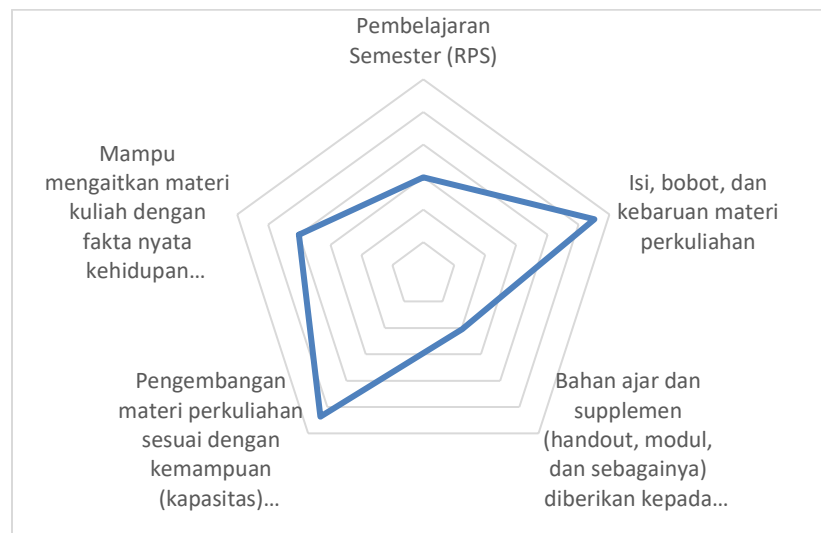 Pembelajaran
Semester (RPS)
Isi, bobot, dan
kebaruan materi
perkuliahan
Bahan ajar dan
supplemen
(handout, modul,
dan sebagainya)
diberikan kepada...
Pengembangan
materi perkuliahan
sesuai dengan
kemampuan
(kapasitas)...
Mampu
mengaitkan materi
kuliah dengan
fakta nyata
kehidupan...